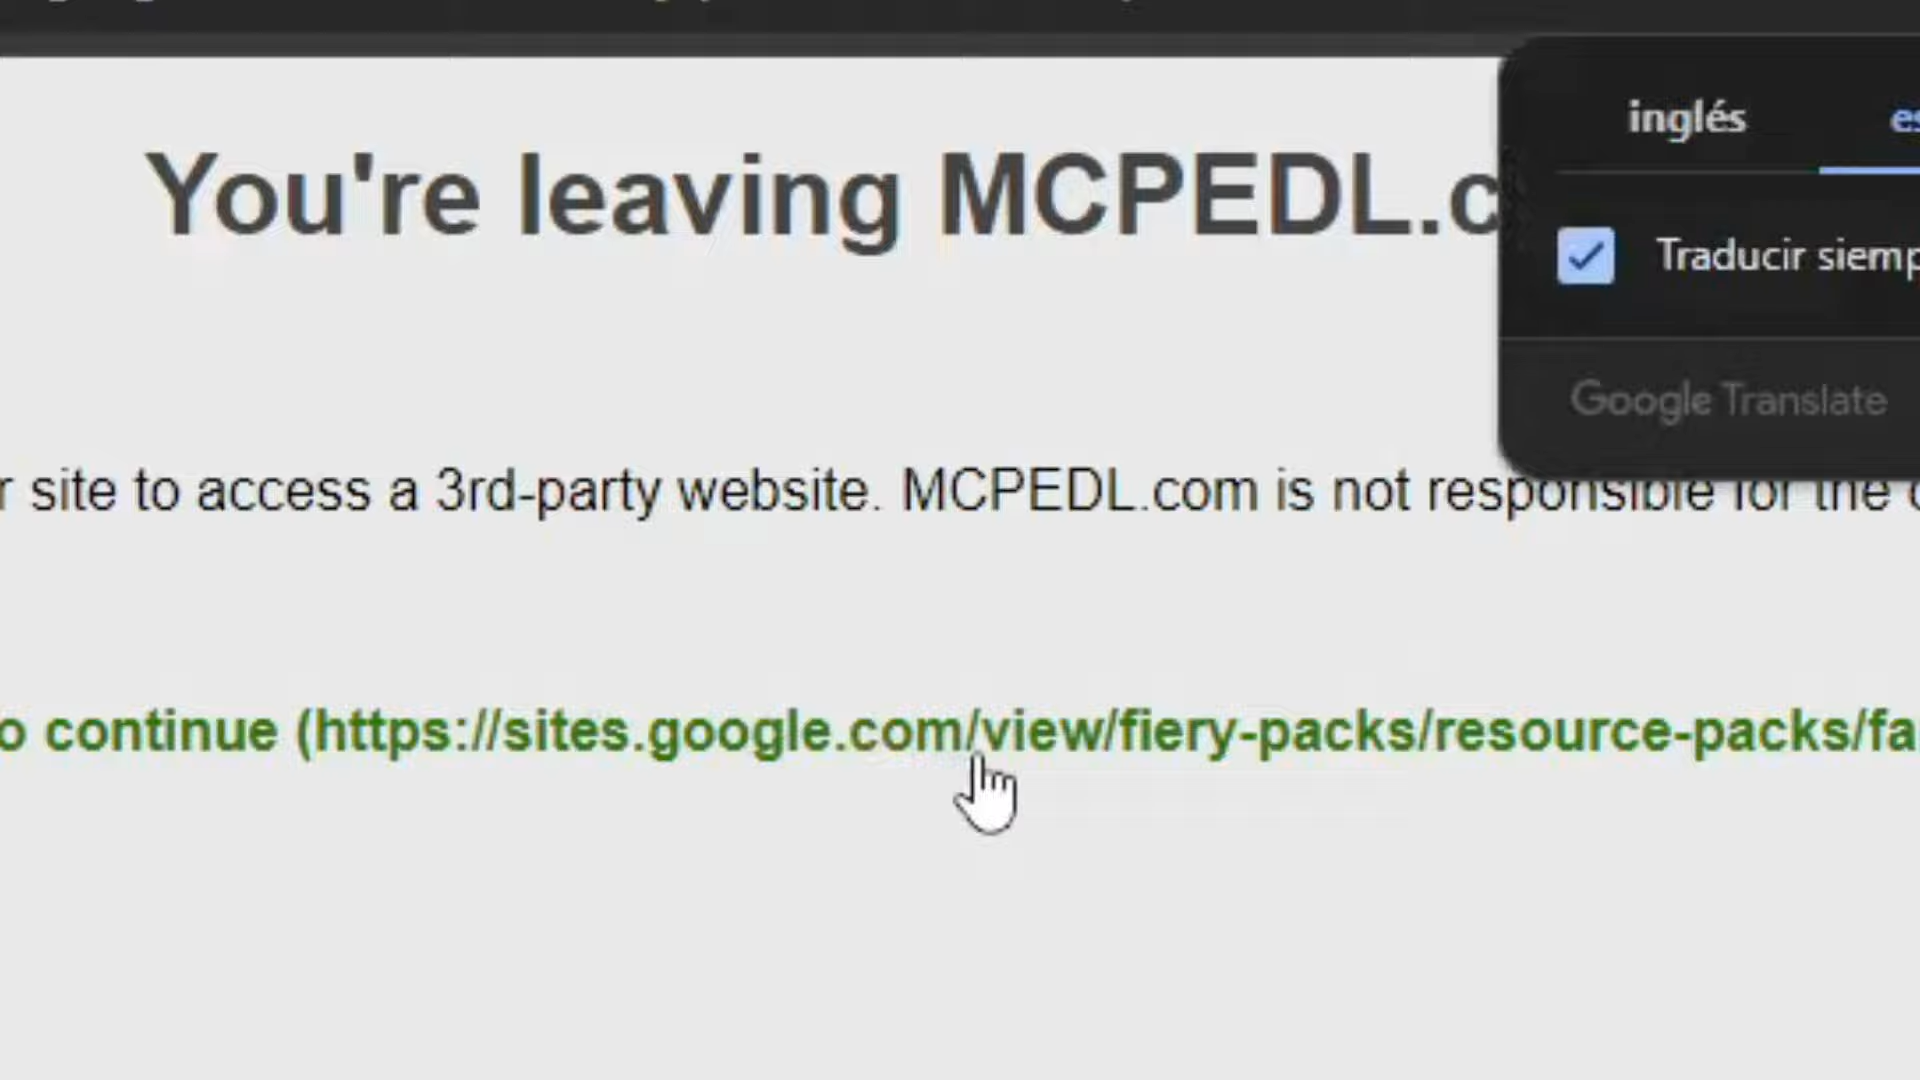 You're leaving MCPEDL.c
inglés
es
Traducir siemp
Google Translate
r site to access a 3rd-party website. MCPEDL.com is not responsible for the c
o continue (https://sites.google.com/view/fiery-packs/resource-packs/fa